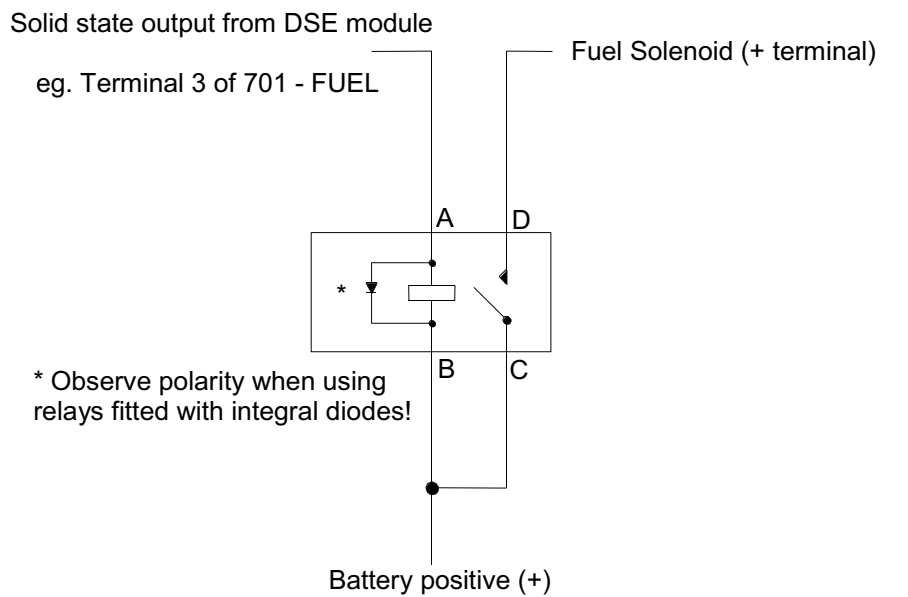 Solid state output from DSE module
Fuel Solenoid (+ terminal)
eg. Terminal 3 of 701 - FUEL
A
D
*
B
C
* Observe polarity when using
relays fitted with integral diodes!
Battery positive (+)